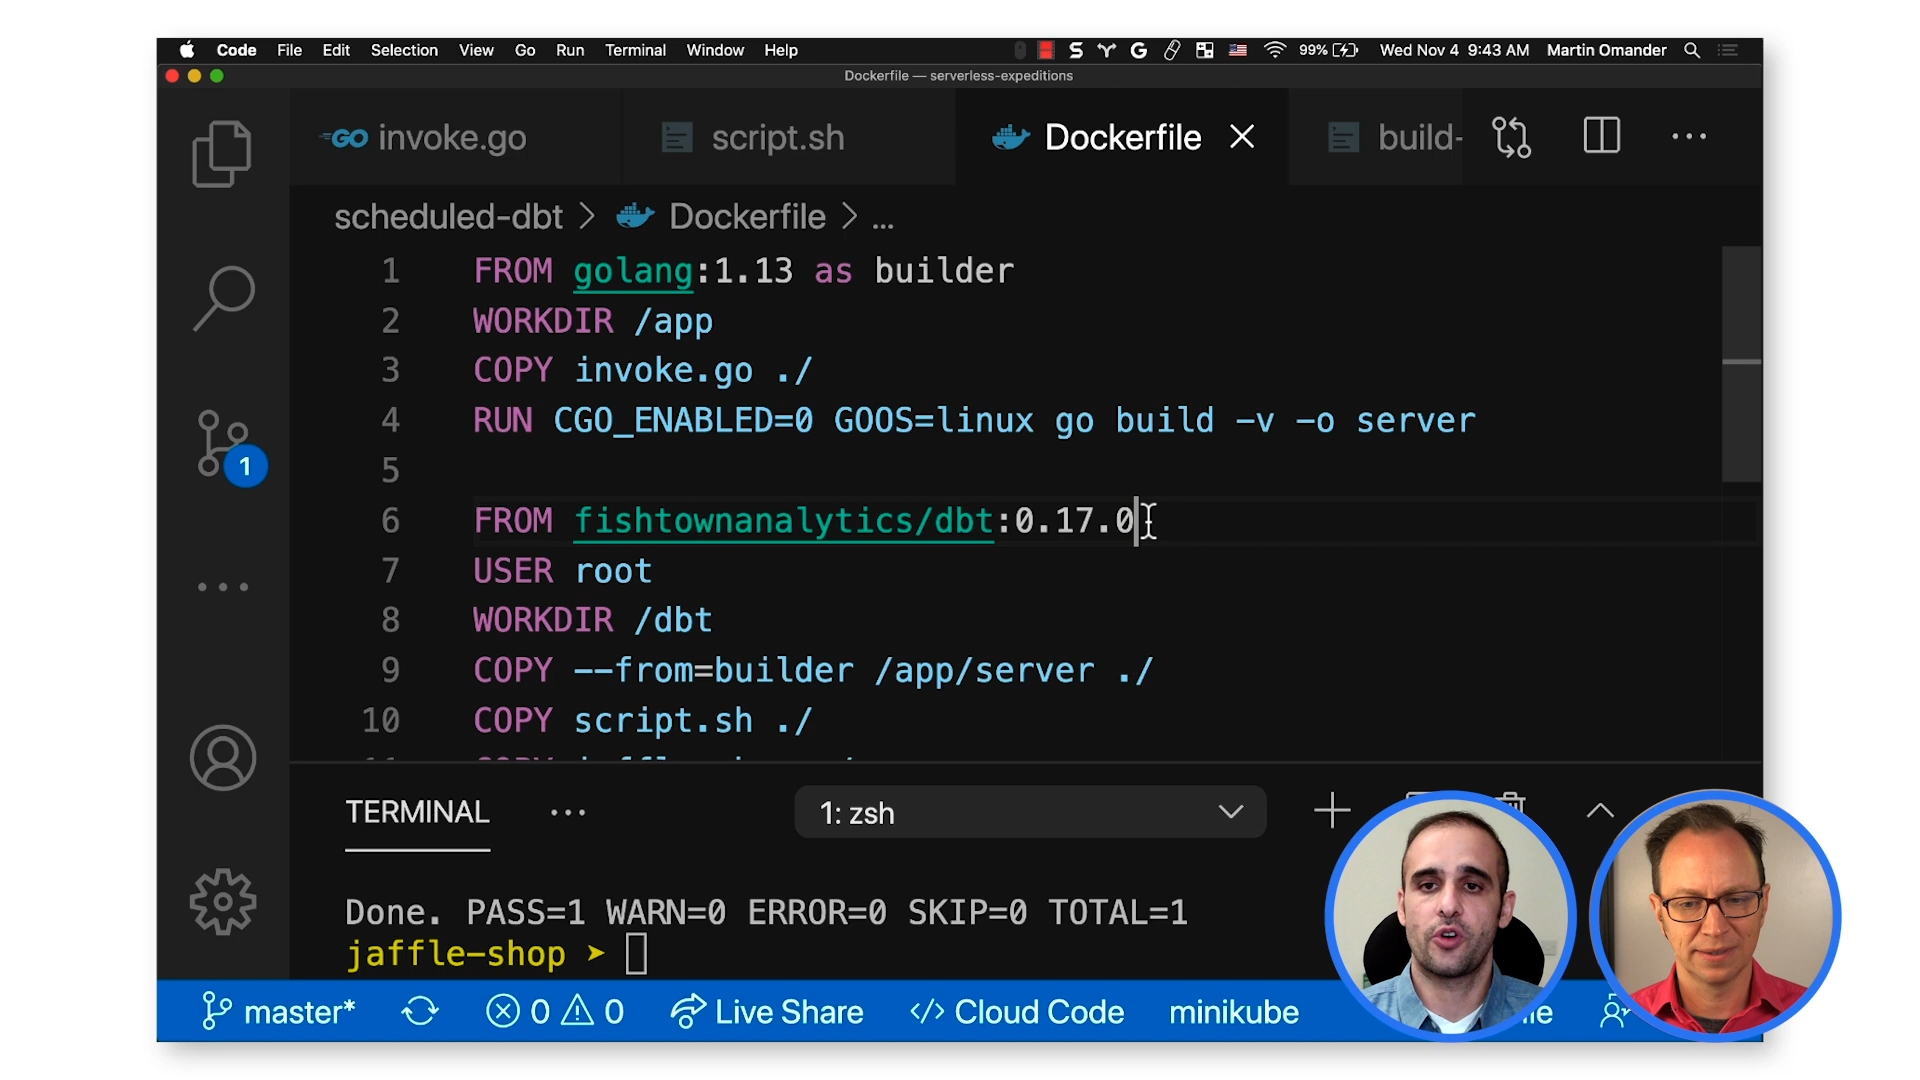 Code File Edit Selection View Go Run Terminal Window Help 99% Wed Nov 4 9:43 AM Martin Omander
Dockerfile — serverless-expeditions
GO invoke.go script.sh Dockerfile build-
scheduled-dbt > Dockerfile > ...
1 FROM golang:1.13 as builder
2 WORKDIR /app
3 COPY invoke.go ./
4 RUN CGO_ENABLED=0 GOOS=linux go build -v -o server
5
6 FROM fishtownanalytics/dbt:0.17.0
7 USER root
8 WORKDIR /dbt
9 COPY --from=builder /app/server ./
10 COPY script.sh ./
TERMINAL ... 1: zsh
Done. PASS=1 WARN=0 ERROR=0 SKIP=0 TOTAL=1
jaffle-shop ➤
1
master* 0 0 Live Share Cloud Code minikube